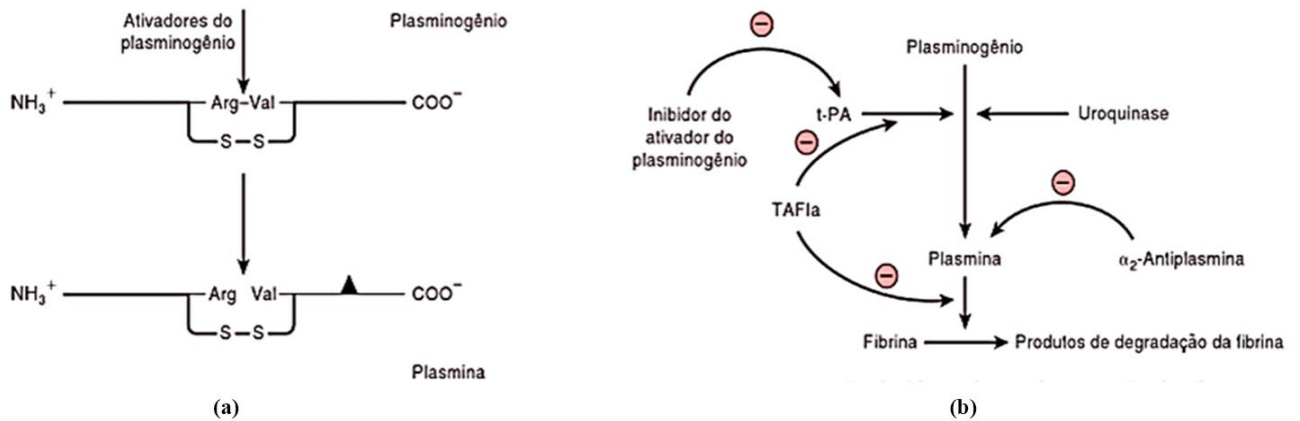 Ativadores do
plasminogênio
Plasminogênio
NH₃⁺
Arg–Val
COO⁻
S–S
NH₃⁺
Arg Val
COO⁻
S–S
Plasmina
(a)
Plasminogênio
Inibidor do
ativador do
plasminogênio
t-PA
Uroquinase
TAFIa
Plasmina
α₂-Antiplasmina
Fibrina
Produtos de degradação da fibrina
(b)